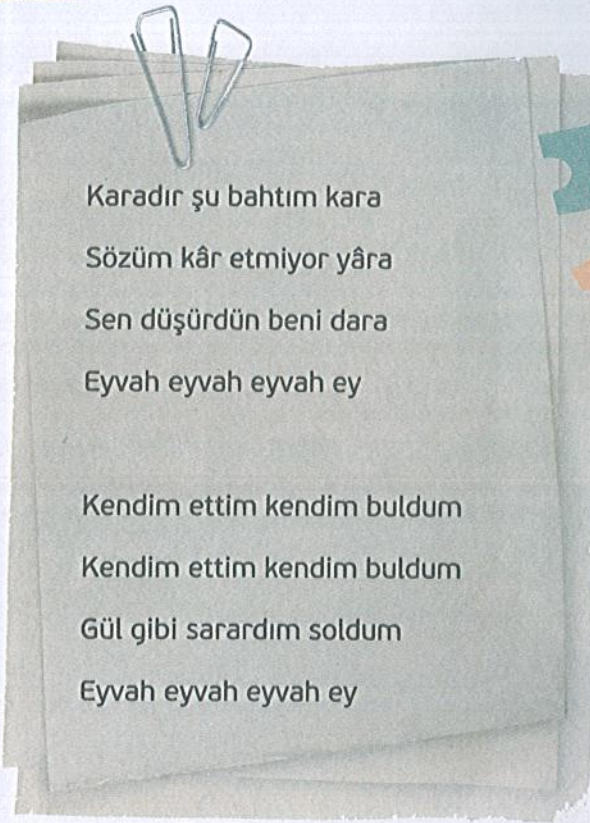 Karadır şu bahtım kara
Sözüm kâr etmiyor yâra
Sen düşürdün beni dara
Eyvah eyvah eyvah ey
Kendim ettim kendim buldum
Kendim ettim kendim buldum
Gül gibi sarardım soldum
Eyvah eyvah eyvah ey